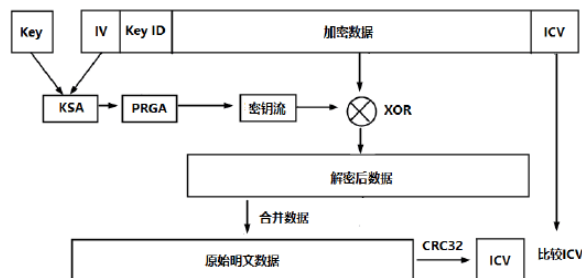 Key IV Key ID 加密数据 ICV
KSA PRGA 密钥流 XOR
解密后数据
合并数据
原始明文数据 CRC32 ICV 比较ICV